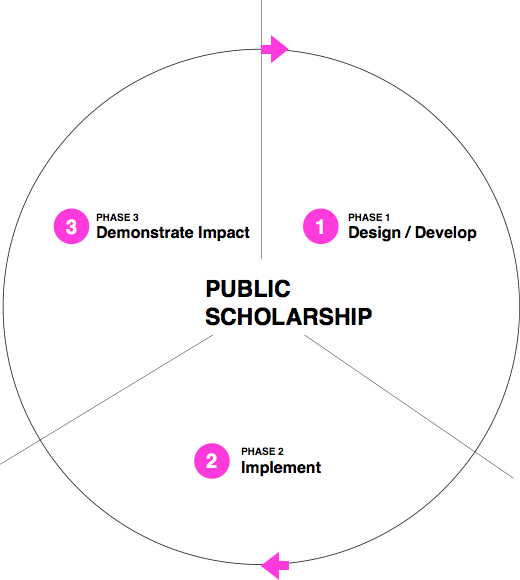 3
PHASE 3
Demonstrate Impact
1
PHASE 1
Design / Develop
PUBLIC
SCHOLARSHIP
2
PHASE 2
Implement